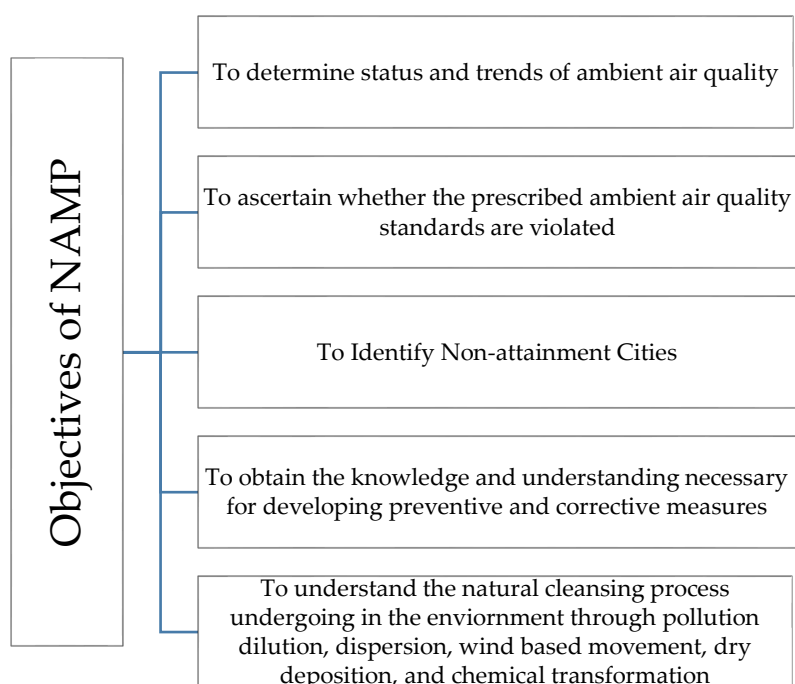 Objectives of NAMP
To determine status and trends of ambient air quality
To ascertain whether the prescribed ambient air quality
standards are violated
To Identify Non-attainment Cities
To obtain the knowledge and understanding necessary
for developing preventive and corrective measures
To understand the natural cleansing process
undergoing in the enviornment through pollution
dilution, dispersion, wind based movement, dry
deposition, and chemical transformation